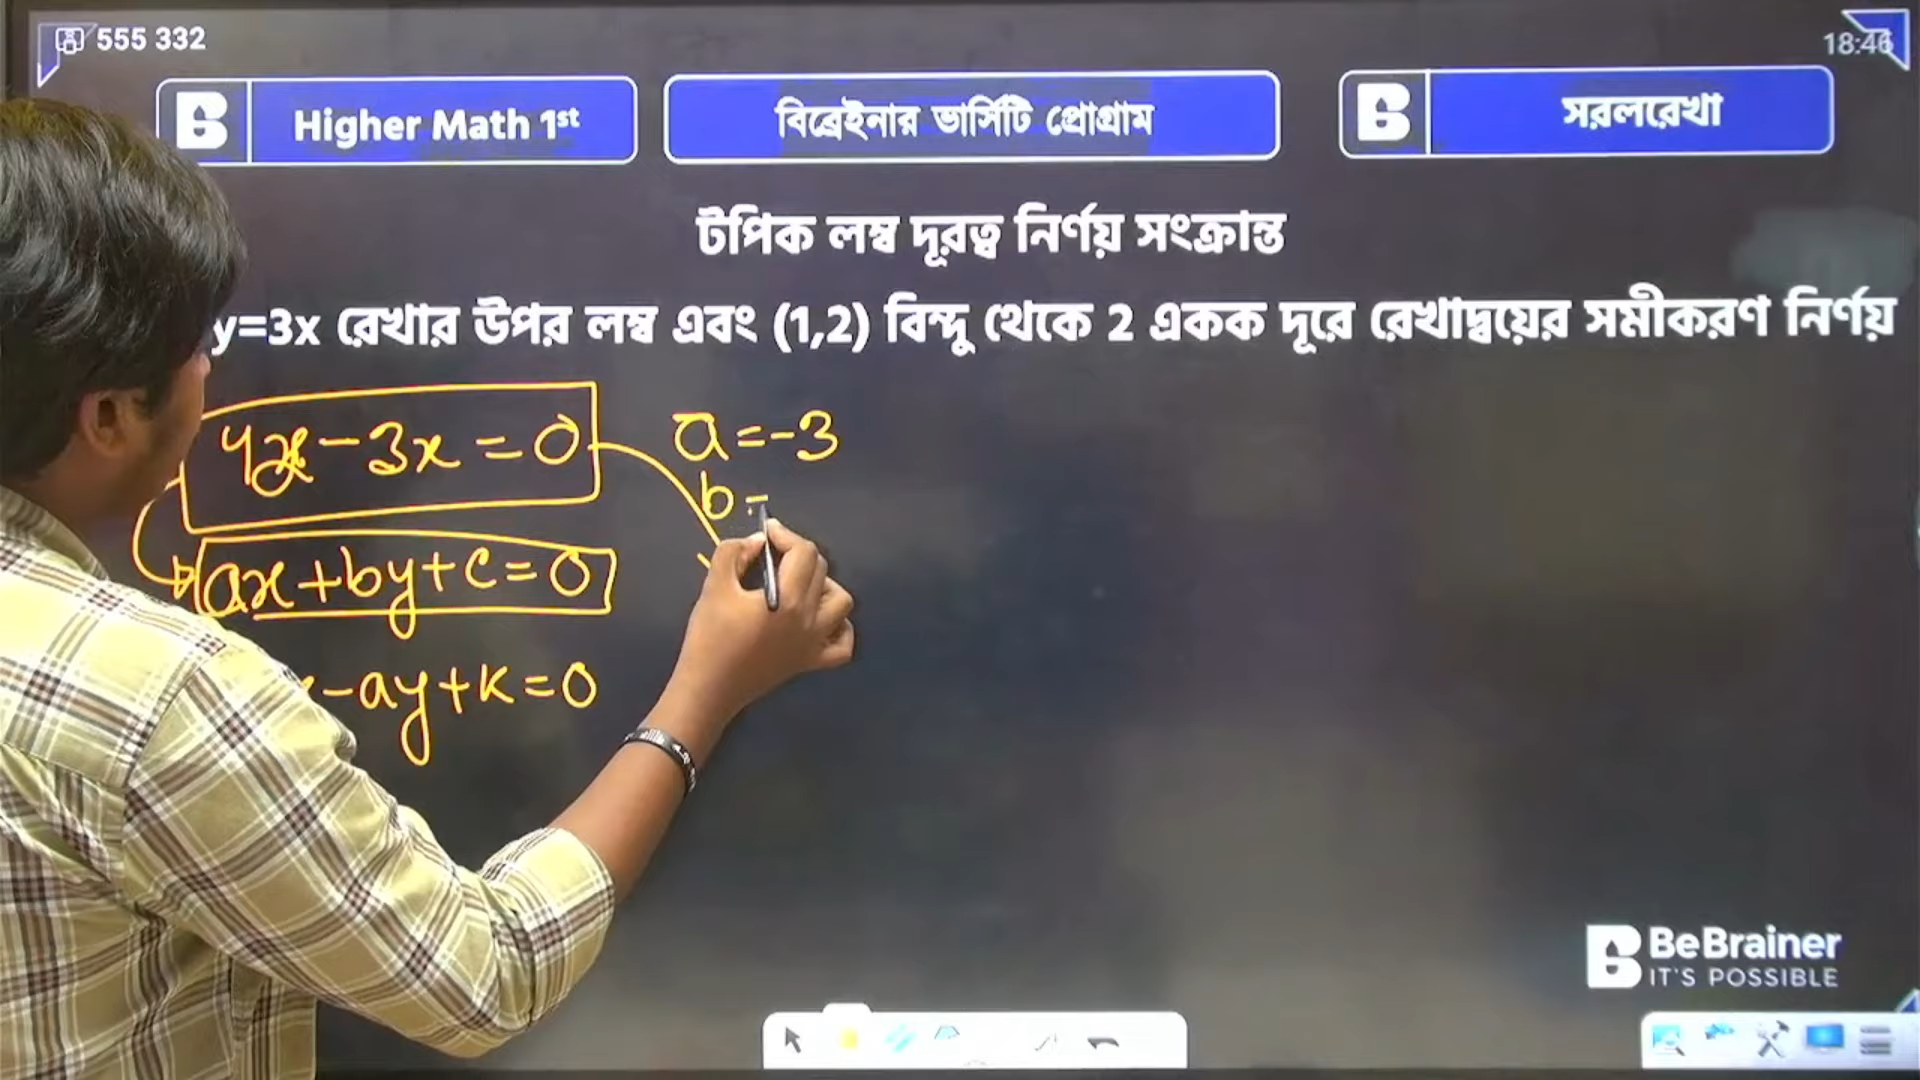 555 332
18:46
Higher Math 1st
বিব্রেইনার ভার্সিটি প্রোগ্রাম
সরলরেখা
টপিক লম্ব দূরত্ব নির্ণয় সংক্রান্ত
y=3x রেখার উপর লম্ব এবং (1,2) বিন্দু থেকে 2 একক দূরে রেখাদ্বয়ের সমীকরণ নির্ণয়
-3x=0
a=-3
b=
ax+by+c=0
-ay+k=0
BeBrainer
IT'S POSSIBLE